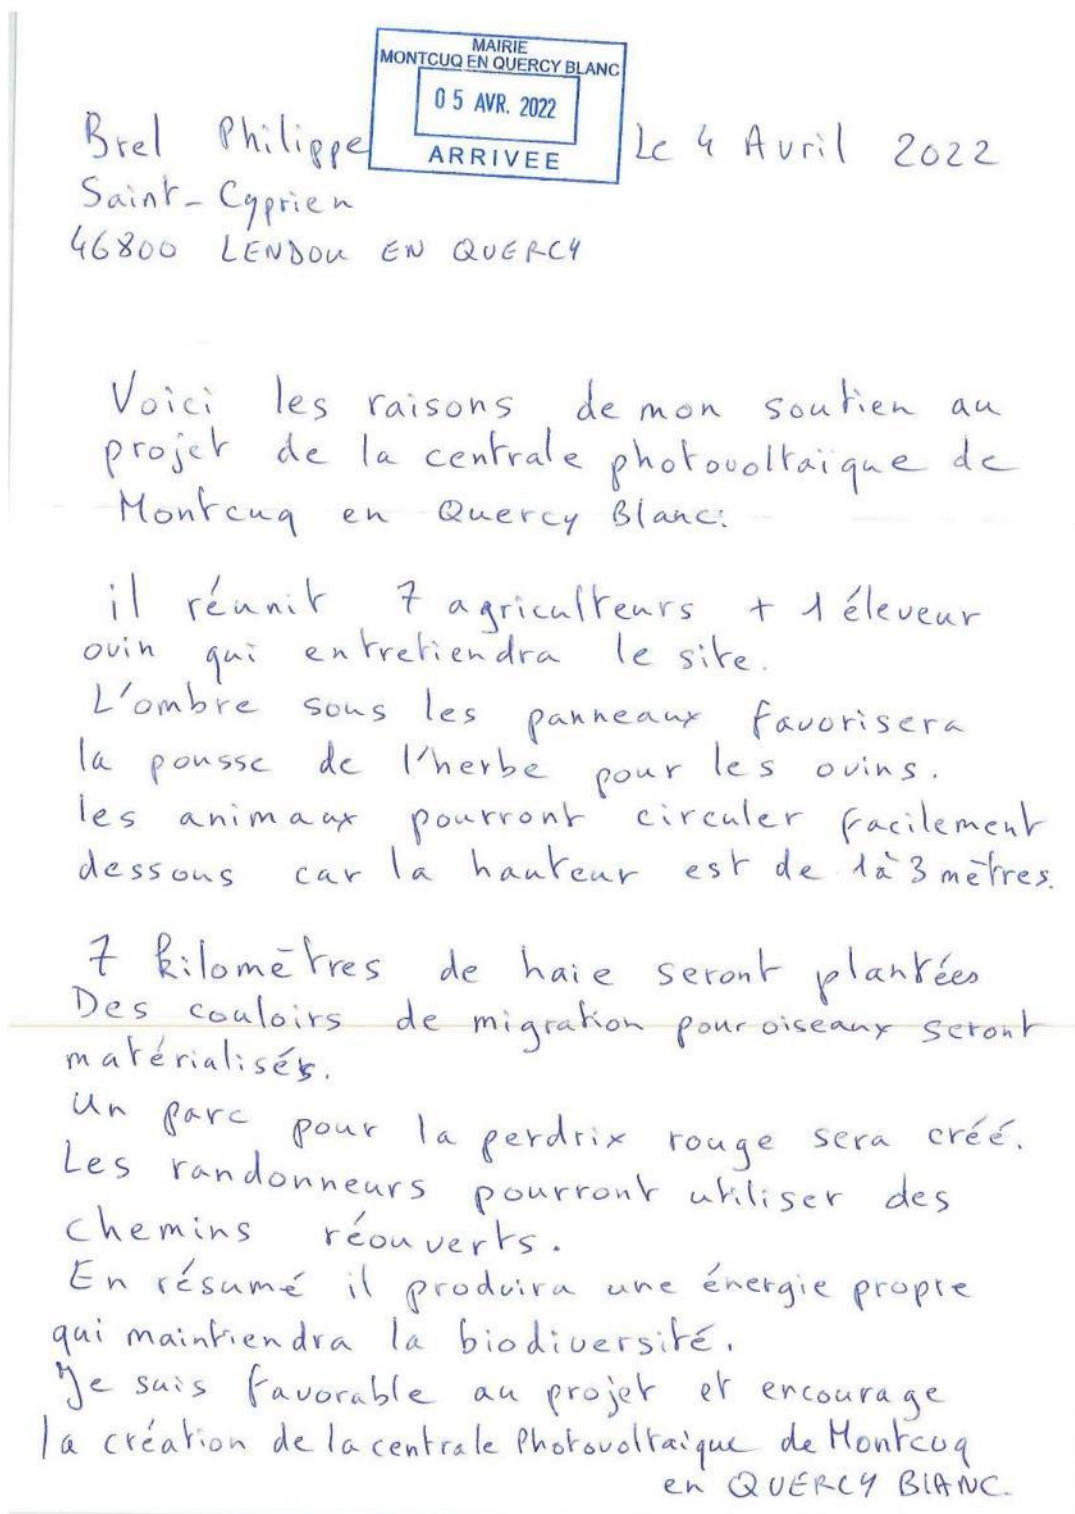 MAIRIE
MONTCUQ EN QUERCY BLANC
05 AVR. 2022
ARRIVEE
Brel Philippe
Le 4 Avril 2022
Saint-Cyprien
46800 LENDOU EN QUERCY
Voici les raisons de mon soutien au
projet de la centrale photovoltaïque de
Montcuq en Quercy Blanc:
il réunit 7 agriculteurs + 1 éleveur
ovin qui entretiendra le site.
L'ombre sous les panneaux favorisera
la pousse de l'herbe pour les ovins.
les animaux pourront circuler facilement
dessous car la hauteur est de 1à 3 mètres.
7 kilomètres de haie seront plantées
Des couloirs de migration pour oiseaux seront
matérialisés.
Un parc pour la perdrix rouge sera créé.
Les randonneurs pourront utiliser des
chemins réouverts.
En résumé il produira une énergie propre
qui maintiendra la biodiversité.
Je suis favorable au projet et encourage
la création de la centrale Photovoltaïque de Montcuq
en QUERCY BLANC.